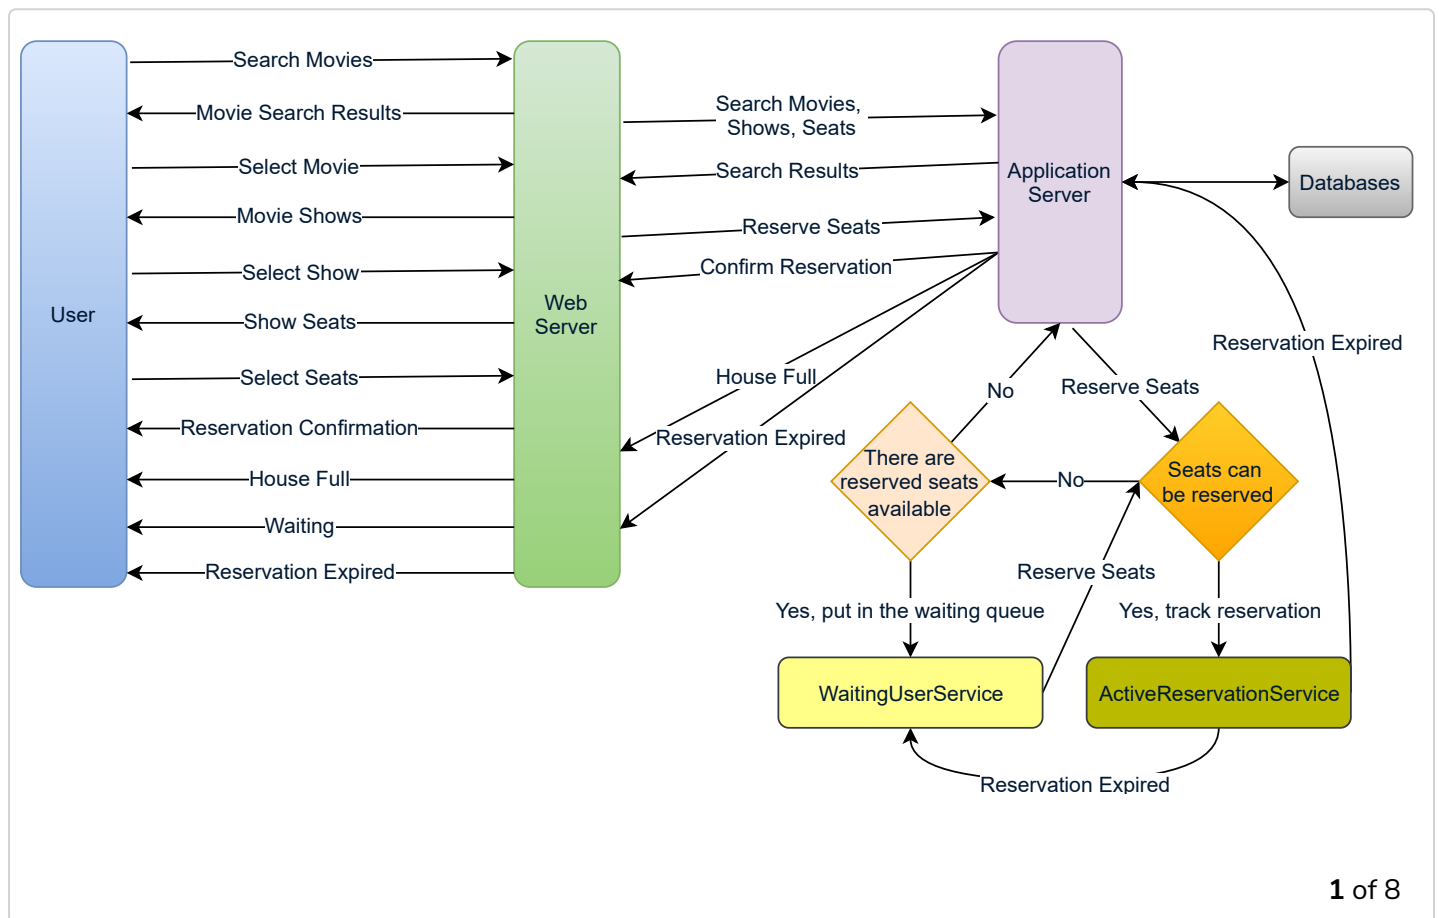 Search Movies
Movie Search Results
Select Movie
Movie Shows
Select Show
Show Seats
Select Seats
Reservation Confirmation
House Full
Waiting
Reservation Expired
User
Web
Server
Search Movies,
Shows, Seats
Search Results
Reserve Seats
Confirm Reservation
House Full
Reservation Expired
Application
Server
Databases
Reservation Expired
No
Reserve Seats
There are
reserved seats
available
No
Seats can
be reserved
Reserve Seats
Yes, put in the waiting queue
Yes, track reservation
WaitingUserService
ActiveReservationService
Reservation Expired
1 of 8